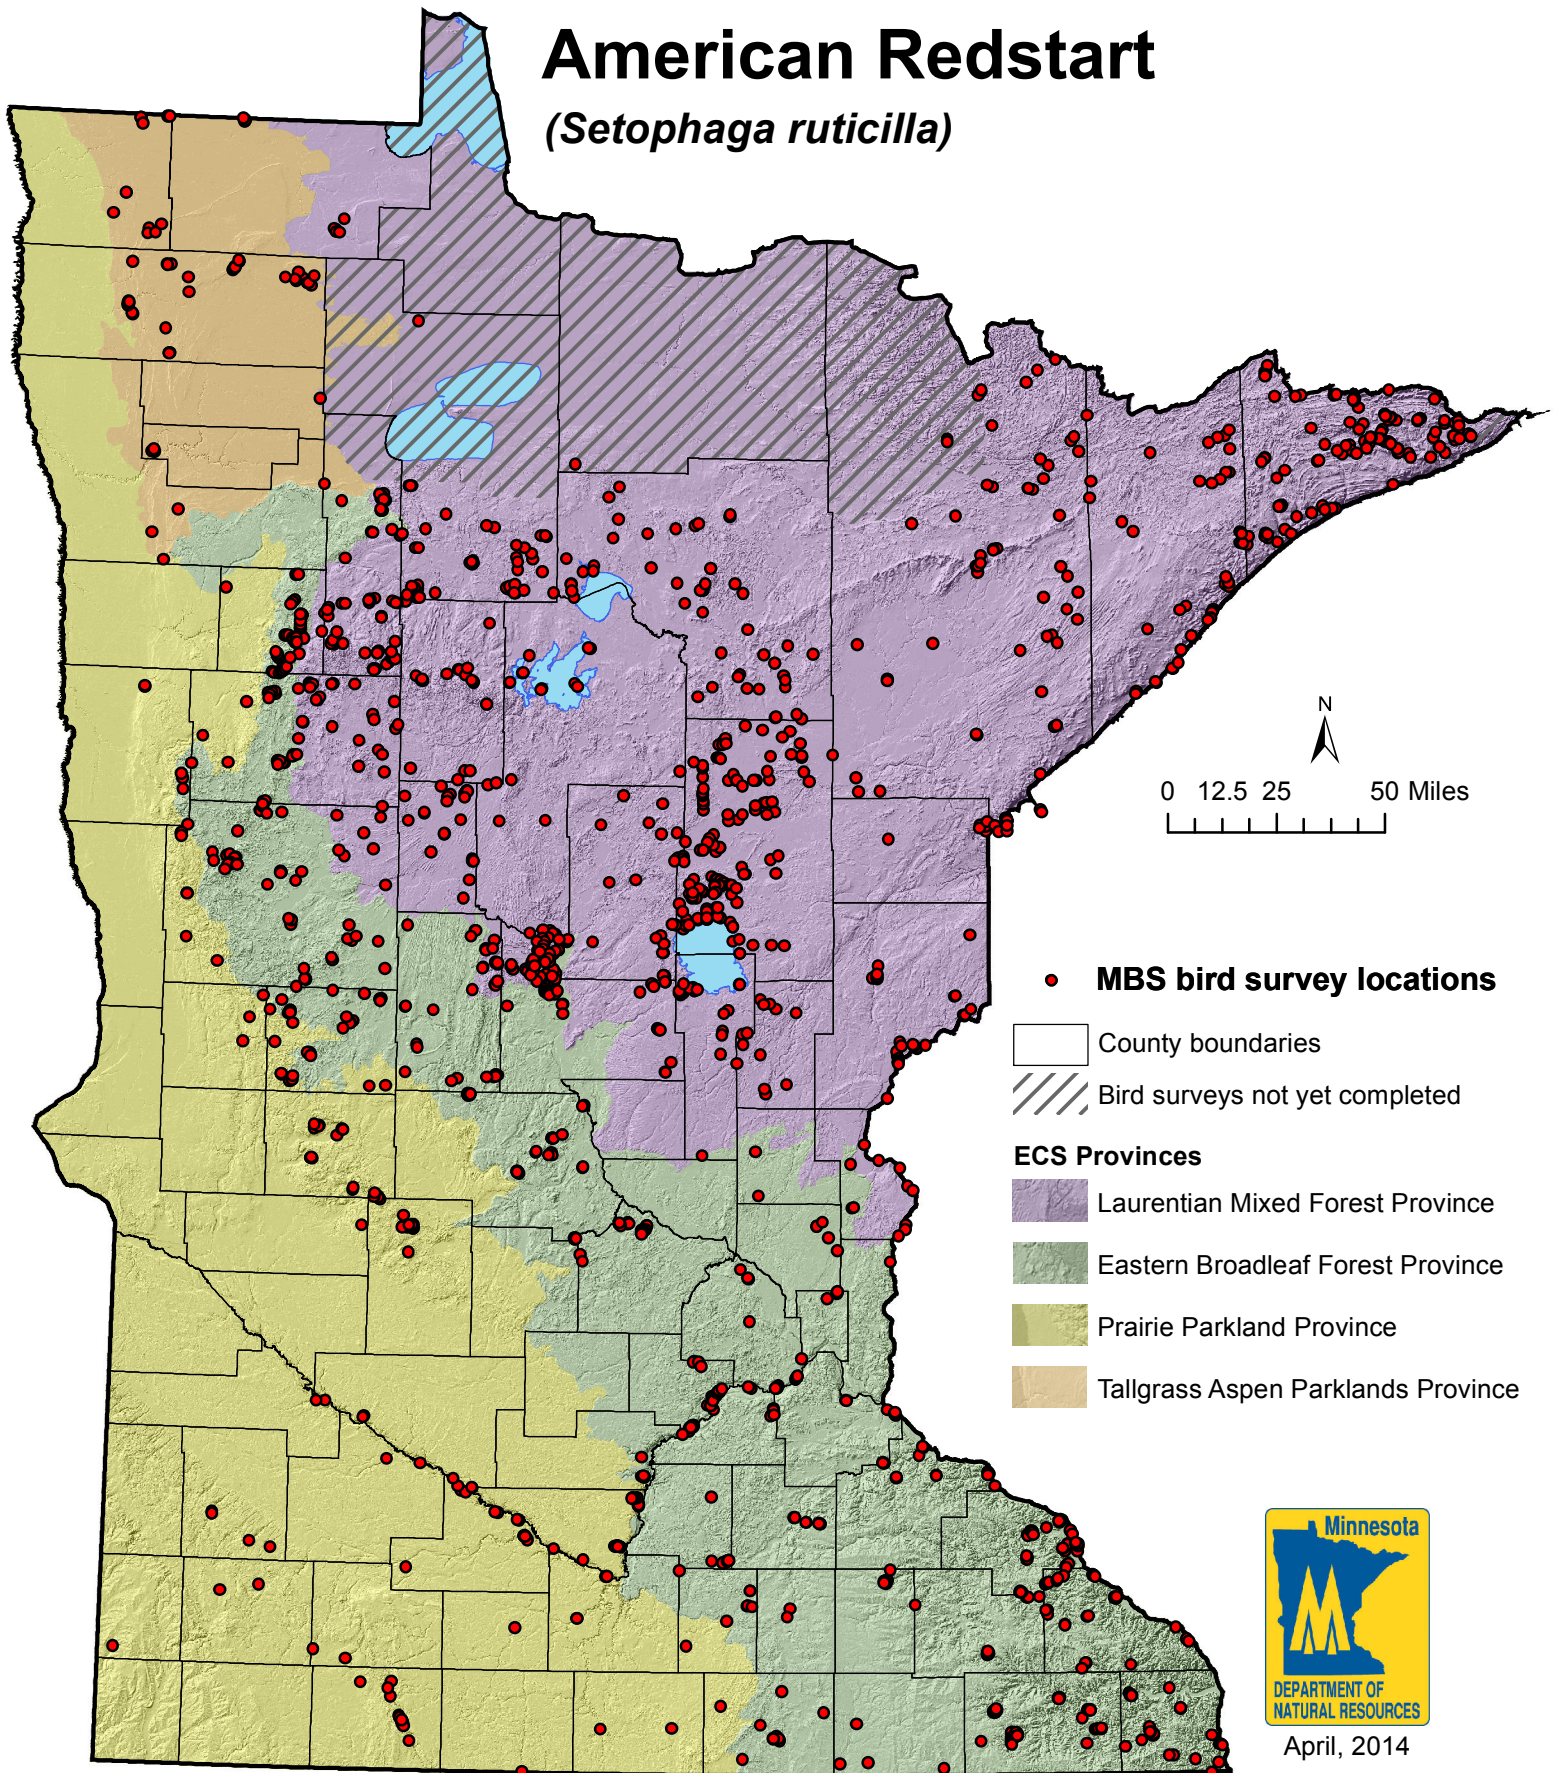 American Redstart
(Setophaga ruticilla)
N
0 12.5 25 50 Miles
MBS bird survey locations
County boundaries
Bird surveys not yet completed
ECS Provinces
Laurentian Mixed Forest Province
Eastern Broadleaf Forest Province
Prairie Parkland Province
Tallgrass Aspen Parklands Province
Minnesota
DEPARTMENT OF
NATURAL RESOURCES
April, 2014